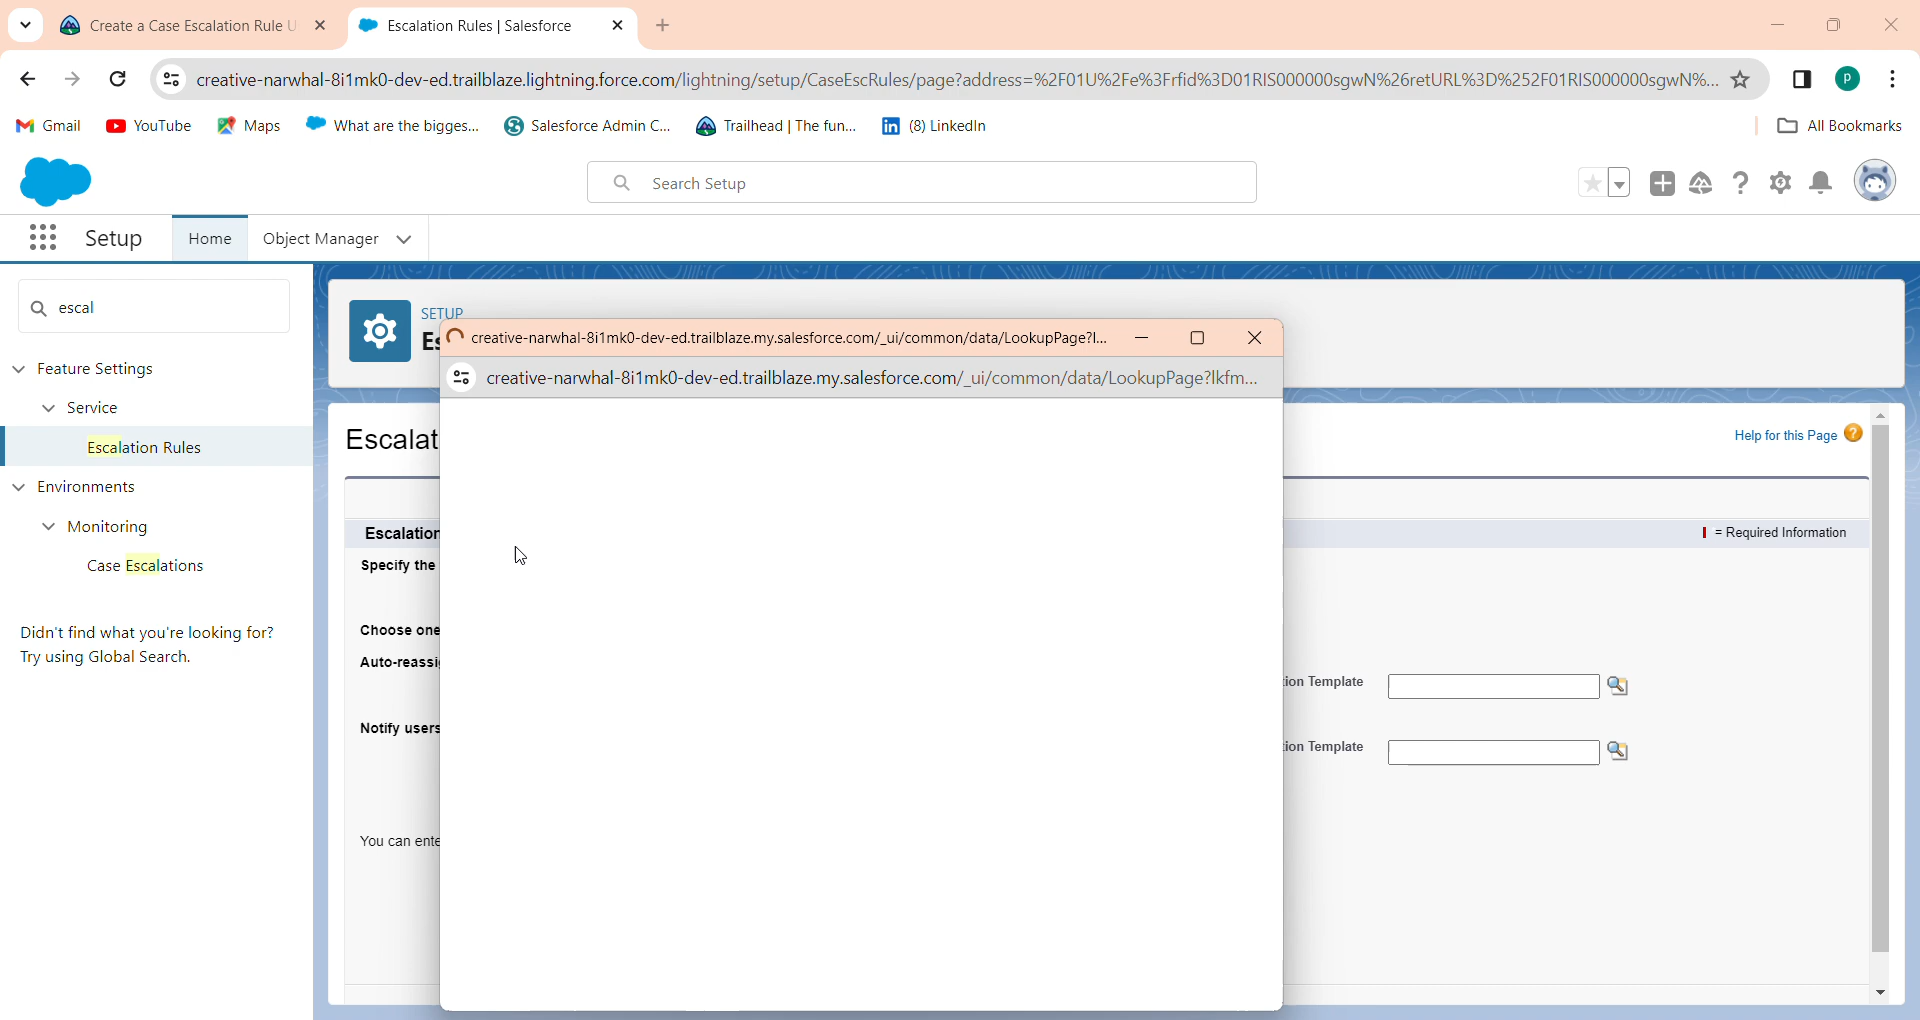 Create a Case Escalation Rule U
Escalation Rules | Salesforce
creative-narwhal-8i1mk0-dev-ed.trailblaze.lightning.force.com/lightning/setup/CaseEscRules/page?address=%2F01U%2Fe%3Frfid%3D01RIS000000sgwN%26retURL%3D%252F01RIS000000sgwN%...
P
Gmail
YouTube
Maps
What are the bigges...
Salesforce Admin C...
Trailhead | The fun...
(8) LinkedIn
All Bookmarks
Search Setup
Setup
Home
Object Manager
escal
Feature Settings
Service
Escalation Rules
Environments
Monitoring
Case Escalations
Didn't find what you're looking for?
Try using Global Search.
SETUP
Es
creative-narwhal-8i1mk0-dev-ed.trailblaze.my.salesforce.com/_ui/common/data/LookupPage?l...
creative-narwhal-8i1mk0-dev-ed.trailblaze.my.salesforce.com/_ui/common/data/LookupPage?lkfm...
Escalat
Help for this Page
Escalation
= Required Information
Specify the
Choose one
Auto-reassi
ion Template
Notify users
ion Template
You can ente